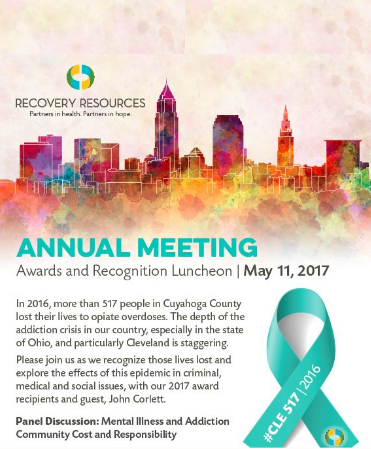 RECOVERY RESOURCES
Partners in health. Partners in hope.
ANNUAL MEETING
Awards and Recognition Luncheon | May 11, 2017
In 2016, more than 517 people in Cuyahoga County
lost their lives to opiate overdoses. The depth of the
addiction crisis in our country, especially in the state
of Ohio, and particularly Cleveland is staggering.
Please join us as we recognize those lives lost and
explore the effects of this epidemic in criminal,
medical and social issues, with our 2017 award
recipients and guest, John Corlett.
Panel Discussion: Mental Illness and Addiction
Community Cost and Responsibility
#CLE 517 | 2016